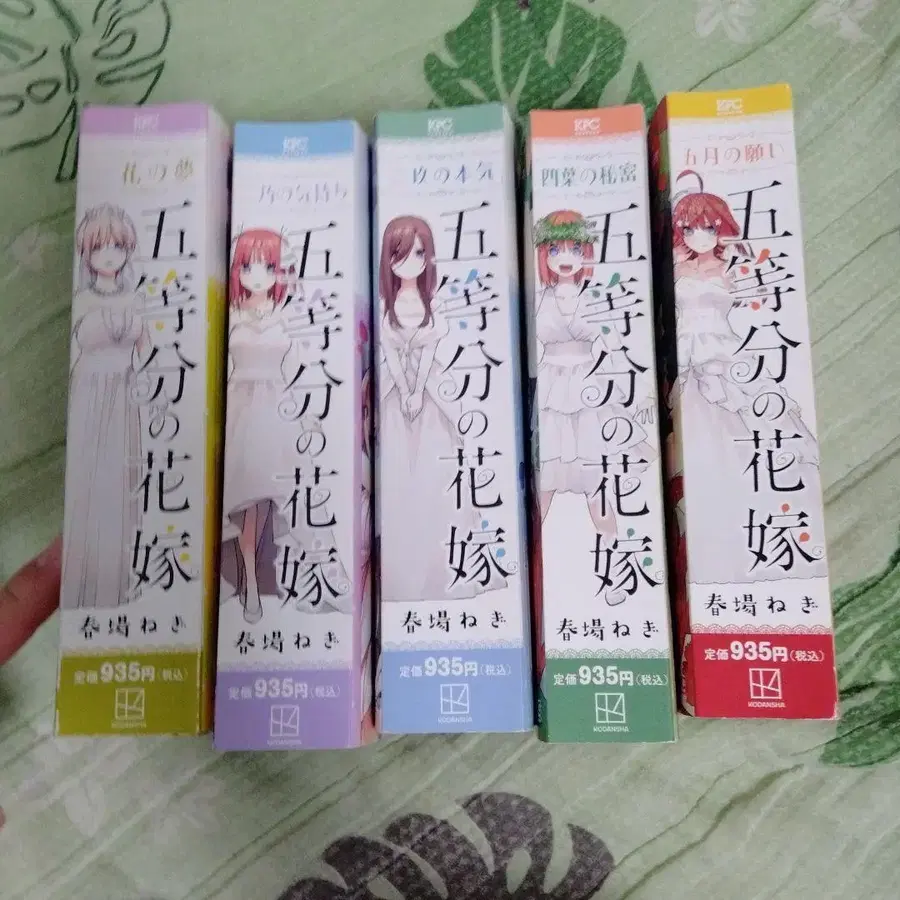 KPC
花の夢
五等分の花嫁
春場ねぎ
定価935円(税込)
KODANSHA
KPC
乃の気持ち
五等分の花嫁
春場ねぎ
定価935円(税込)
KODANSHA
KPC
玖の本気
五等分の花嫁
春場ねぎ
定価935円(税込)
KODANSHA
KPC
四葉の秘密
五等分の花嫁
春場ねぎ
定価935円(税込)
KODANSHA
KPC
五月の願い
五等分の花嫁
春場ねぎ
定価935円(税込)
KODANSHA